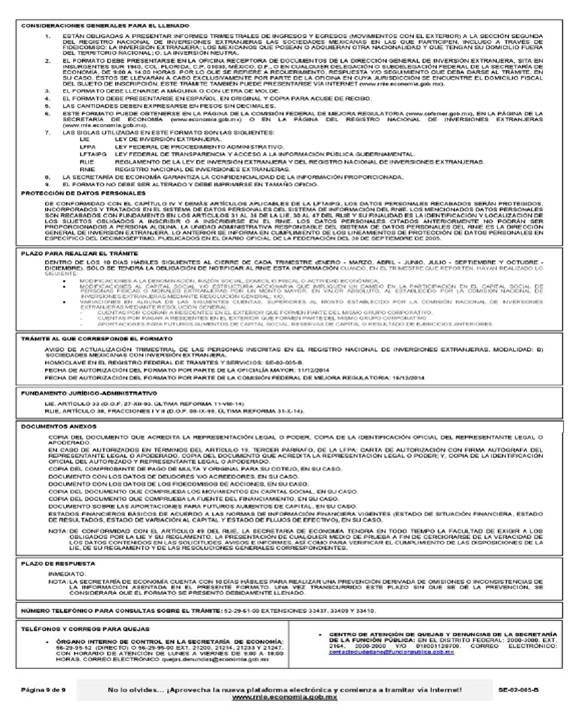 CONSIDERACIONES GENERALES PARA EL LLENADO
1. ESTÁN OBLIGADOS A PRESENTAR INFORMES TRIMESTRALES DE INGRESOS Y EGRESOS (MOVIMIENTOS CON EL EXTERIOR) A LA SECCIÓN SEGUNDA
DEL REGISTRO NACIONAL DE INVERSIONES EXTRANJERAS LAS SOCIEDADES MEXICANAS EN LAS QUE PARTICIPEN, INCLUSO A TRAVÉS DE
FIDEICOMISO: LA INVERSIÓN EXTRANJERA; LOS MEXICANOS QUE POSEAN O ADQUIERAN OTRA NACIONALIDAD Y QUE TENGAN SU DOMICILIO FUERA
DEL TERRITORIO NACIONAL; O, LA INVERSIÓN NEUTRA.
2. EL FORMATO DEBE PRESENTARSE EN LA OFICINA RECEPTORA DE DOCUMENTOS DE LA DIRECCIÓN GENERAL DE INVERSIÓN EXTRANJERA, SITA EN
INSURGENTES SUR 1940, COL. FLORIDA, C.P. 01030, MÉXICO, D.F., O EN CUALQUIER DELEGACIÓN O SUBDELEGACIÓN FEDERAL DE LA SECRETARÍA DE
ECONOMÍA, DE 9:00 A 14:00 HORAS. POR LO QUE SE REFIERE A REQUERIMIENTO, RESPUESTA Y/O SEGUIMIENTO QUE DEBA DARSE AL TRÁMITE, EN
SU CASO, ÉSTOS SE LLEVARÁN A CABO EXCLUSIVAMENTE POR PARTE DE LA OFICINA EN CUYA JURISDICCIÓN SE ENCUENTRE EL DOMICILIO FISCAL
DEL SUJETO DE INSCRIPCIÓN. ESTE TRÁMITE TAMBIÉN PUEDE PRESENTARSE VÍA INTERNET (www.rnie.economia.gob.mx).
3. EL FORMATO DEBE LLENARSE A MÁQUINA O CON LETRA DE MOLDE.
4. EL FORMATO DEBE PRESENTARSE EN ESPAÑOL, EN ORIGINAL Y COPIA PARA ACUSE DE RECIBO.
5. LAS CANTIDADES DEBEN EXPRESARSE EN PESOS SIN DECIMALES.
6. ESTE FORMATO PUEDE OBTENERSE EN LA PÁGINA DE LA COMISIÓN FEDERAL DE MEJORA REGULATORIA (www.cofemer.gob.mx), EN LA PÁGINA DE LA
SECRETARÍA DE ECONOMÍA (www.economia.gob.mx) O EN LA PÁGINA DEL REGISTRO NACIONAL DE INVERSIONES EXTRANJERAS
(www.rnie.economia.gob.mx).
7. LAS SIGLAS UTILIZADAS EN ESTE FORMATO SON LAS SIGUIENTES:
LIE LEY DE INVERSIÓN EXTRANJERA.
LFPA LEY FEDERAL DE PROCEDIMIENTO ADMINISTRATIVO.
LFTAIPG LEY FEDERAL DE TRANSPARENCIA Y ACCESO A LA INFORMACIÓN PÚBLICA GUBERNAMENTAL.
RLIE REGLAMENTO DE LA LEY DE INVERSIÓN EXTRANJERA Y DEL REGISTRO NACIONAL DE INVERSIONES EXTRANJERAS.
RNIE REGISTRO NACIONAL DE INVERSIONES EXTRANJERAS.
8. LA SECRETARÍA DE ECONOMÍA GARANTIZA LA CONFIDENCIALIDAD DE LA INFORMACIÓN PROPORCIONADA.
9. EL FORMATO NO DEBE SER ALTERADO Y DEBE IMPRIMIRSE EN TAMAÑO OFICIO.
PROTECCIÓN DE DATOS PERSONALES
DE CONFORMIDAD CON EL CAPÍTULO IV Y DEMÁS ARTÍCULOS APLICABLES DE LA LFTAIPG, LOS DATOS PERSONALES RECABADOS SERÁN PROTEGIDOS,
INCORPORADOS Y TRATADOS EN EL SISTEMA DE DATOS PERSONALES DEL SISTEMA DE INFORMACIÓN DEL RNIE. LOS MENCIONADOS DATOS PERSONALES
SON RECABADOS CON FUNDAMENTO EN LOS ARTÍCULOS 31 AL 35 DE LA LIE, 30 AL 47 DEL RLIE Y SU FINALIDAD ES LA IDENTIFICACIÓN Y LOCALIZACIÓN DE
LOS SUJETOS OBLIGADOS A INSCRIBIR O A INSCRIBIRSE EN EL RNIE. LOS DATOS PERSONALES CITADOS ANTERIORMENTE NO PODRÁN SER
PROPORCIONADOS A PERSONA ALGUNA. LA UNIDAD ADMINISTRATIVA RESPONSABLE DEL SISTEMA DE DATOS PERSONALES DEL RNIE ES LA DIRECCIÓN
GENERAL DE INVERSIÓN EXTRANJERA. LO ANTERIOR SE INFORMA EN CUMPLIMIENTO DE LOS LINEAMIENTOS DE PROTECCIÓN DE DATOS PERSONALES EN
ESPECÍFICO DEL DECIMOSÉPTIMO, PUBLICADOS EN EL DIARIO OFICIAL DE LA FEDERACIÓN DEL 30 DE SEPTIEMBRE DE 2005.
PLAZO PARA REALIZAR EL TRÁMITE
DENTRO DE LOS 20 DÍAS HÁBILES SIGUIENTES AL CIERRE DE CADA TRIMESTRE (ENERO - MARZO, ABRIL - JUNIO, JULIO - SEPTIEMBRE Y OCTUBRE -
DICIEMBRE). SÓLO SE TENDRÁ LA OBLIGACIÓN DE NOTIFICAR AL RNIE ESTA INFORMACIÓN CUANDO, EN EL TRIMESTRE QUE REPORTEN, HAYAN REALIZADO LO
SIGUIENTE:
• MODIFICACIONES A LA DENOMINACIÓN, RAZÓN SOCIAL, DOMICILIO FISCAL O ACTIVIDAD ECONÓMICA.
• MODIFICACIONES AL CAPITAL SOCIAL Y/O ESTRUCTURA ACCIONARIA QUE IMPLIQUEN UN CAMBIO EN LA PARTICIPACIÓN EN EL CAPITAL SOCIAL DE
PERSONAS FÍSICAS O MORALES EXTRANJERAS POR UN MONTO MAYOR, EN VALOR ABSOLUTO, AL ESTABLECIDO POR LA COMISIÓN NACIONAL DE
INVERSIONES EXTRANJERAS MEDIANTE RESOLUCIÓN GENERAL, Y/O,
• VARIACIONES EN ALGUNA DE LAS SIGUIENTES CUENTAS, SUPERIORES AL MONTO ESTABLECIDO POR LA COMISIÓN NACIONAL DE INVERSIONES
EXTRANJERAS MEDIANTE RESOLUCIÓN GENERAL:
- CUENTAS POR COBRAR A RESIDENTES EN EL EXTERIOR QUE FORMEN PARTE DEL MISMO GRUPO CORPORATIVO.
- CUENTAS POR PAGAR A RESIDENTES EN EL EXTERIOR QUE FORMEN PARTE DEL MISMO GRUPO CORPORATIVO.
- APORTACIONES PARA FUTUROS AUMENTOS DE CAPITAL SOCIAL, RESERVAS DE CAPITAL O RESULTADO DE EJERCICIOS ANTERIORES.
TRÁMITE AL QUE CORRESPONDE EL FORMATO
AVISO DE ACTUALIZACIÓN TRIMESTRAL DE LAS PERSONAS INSCRITAS EN EL REGISTRO NACIONAL DE INVERSIONES EXTRANJERAS, MODALIDAD: B)
SOCIEDADES MEXICANAS CON INVERSIÓN EXTRANJERA.
HOMOCLAVE EN EL REGISTRO FEDERAL DE TRÁMITES Y SERVICIOS: SE-02-005-B.
FECHA DE AUTORIZACIÓN DEL FORMATO POR PARTE DE LA OFICIALÍA MAYOR: 11/12/2014
FECHA DE AUTORIZACIÓN DEL FORMATO POR PARTE DE LA COMISIÓN FEDERAL DE MEJORA REGULATORIA: 16/12/2014
FUNDAMENTO JURÍDICO-ADMINISTRATIVO
LIE, ARTÍCULO 33 (D.O.F. 27-XII-93, ÚLTIMA REFORMA 11-VIII-14)
RLIE, ARTÍCULO 38, FRACCIONES I Y II (D.O.F. 08-IX-98, ÚLTIMA REFORMA 31-X-14).
DOCUMENTOS ANEXOS
COPIA DEL DOCUMENTO QUE ACREDITA LA REPRESENTACIÓN LEGAL O PODER, COPIA DE LA IDENTIFICACIÓN OFICIAL DEL REPRESENTANTE LEGAL O
APODERADO.
EN CASO DE AUTORIZADOS EN TÉRMINOS DEL ARTÍCULO 19, TERCER PÁRRAFO, DE LA LFPA: CARTA DE AUTORIZACIÓN CON FIRMA AUTÓGRAFA DEL
REPRESENTANTE LEGAL O APODERADO, COPIA DEL DOCUMENTO QUE ACREDITA LA REPRESENTACIÓN LEGAL O PODER; Y, COPIA DE LA IDENTIFICACIÓN
OFICIAL DEL AUTORIZADO Y REPRESENTANTE LEGAL O APODERADO.
COPIA DEL COMPROBANTE DE PAGO DE MULTA Y ORIGINAL PARA SU COTEJO, EN SU CASO.
DOCUMENTO CON LOS DATOS DE DEUDORES Y/O ACREEDORES, EN SU CASO.
DOCUMENTO CON LOS DATOS DE LOS FIDEICOMISOS DE ACCIONES, EN SU CASO.
COPIA DEL DOCUMENTO QUE COMPRUEBA LOS MOVIMIENTOS EN CAPITAL SOCIAL, EN SU CASO.
COPIA DEL DOCUMENTO QUE COMPRUEBA LA FUENTE DEL FINANCIAMIENTO, EN SU CASO.
DOCUMENTO SOBRE LAS APORTACIONES PARA FUTUROS AUMENTOS DE CAPITAL, EN SU CASO.
ESTADOS FINANCIEROS BÁSICOS DE ACUERDO A LAS NORMAS DE INFORMACIÓN FINANCIERA VIGENTES (ESTADO DE SITUACIÓN FINANCIERA, ESTADO
DE RESULTADOS, ESTADO DE VARIACIÓN AL CAPITAL Y ESTADO DE FLUJOS DE EFECTIVO), EN SU CASO.
NOTA: DE CONFORMIDAD CON EL ARTÍCULO 49 DEL RLIE, LA SECRETARÍA DE ECONOMÍA TENDRÁ EN TODO TIEMPO LA FACULTAD DE EXIGIR A LOS
OBLIGADOS POR LA LIE Y SU REGLAMENTO, LA PRESENTACIÓN DE CUALQUIER MEDIO DE PRUEBA A FIN DE CERCIORARSE DE LA VERACIDAD DE
LOS DATOS CONTENIDOS EN LAS SOLICITUDES, AVISOS E INFORMES, ASÍ COMO PARA VERIFICAR EL CUMPLIMIENTO DE LAS DISPOSICIONES DE LA
LIE, DE SU REGLAMENTO Y DE LAS RESOLUCIONES GENERALES CORRESPONDIENTES.
PLAZO DE RESPUESTA
INMEDIATO.
NOTA: LA SECRETARÍA DE ECONOMÍA CUENTA CON 10 DÍAS HÁBILES PARA REALIZAR UNA PREVENCIÓN DERIVADA DE OMISIONES O INCONSISTENCIAS DE
LA INFORMACIÓN ASENTADA EN EL PRESENTE FORMATO. UNA VEZ TRANSCURRIDO ESTE PLAZO SIN QUE SE DE LA PREVENCIÓN, SE
CONSIDERARÁ QUE EL FORMATO SE PRESENTÓ DEBIDAMENTE LLENADO.
NÚMERO TELEFÓNICO PARA CONSULTAS SOBRE EL TRÁMITE: 52-29-61-00 EXTENSIONES 33437, 33409 Y 33410.
TELÉFONOS Y CORREOS PARA QUEJAS
• ÓRGANO INTERNO DE CONTROL EN LA SECRETARÍA DE ECONOMÍA:
56-29-95-52 (DIRECTO) O 56-29-95-00 EXT. 21200, 21214, 21233 Y 21247.
CON HORARIO DE ATENCIÓN DE LUNES A VIERNES DE 9:00 A 18:00
HORAS. CORREO ELECTRÓNICO quejas.denuncias@economia.gob.mx
• CENTRO DE ATENCIÓN DE QUEJAS Y DENUNCIAS DE LA SECRETARÍA
DE LA FUNCIÓN PÚBLICA: EN EL DISTRITO FEDERAL: 2000-3000, EXT.
2164, 2000-2000 Y/O 018001128700. CORREO ELECTRÓNICO:
contactociudadano@funcionpublica.gob.mx
Página 9 de 9
No lo olvides... ¡Aprovecha la nueva plataforma electrónica y comienza a tramitar vía Internet!
www.rnie.economia.gob.mx
SE-02-005-B